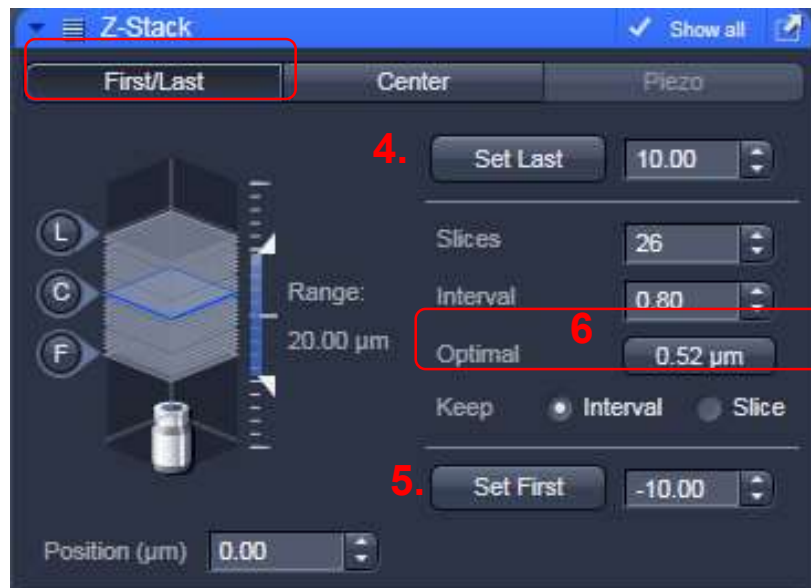 Z-Stack
Show all
First/Last Center Piezo
4. Set Last 10.00
L
C
F
Range:
20.00 µm
Slices 26
Interval 0.80
6
Optimal 0.52 µm
Keep Interval Slice
5. Set First -10.00
Position (µm) 0.00